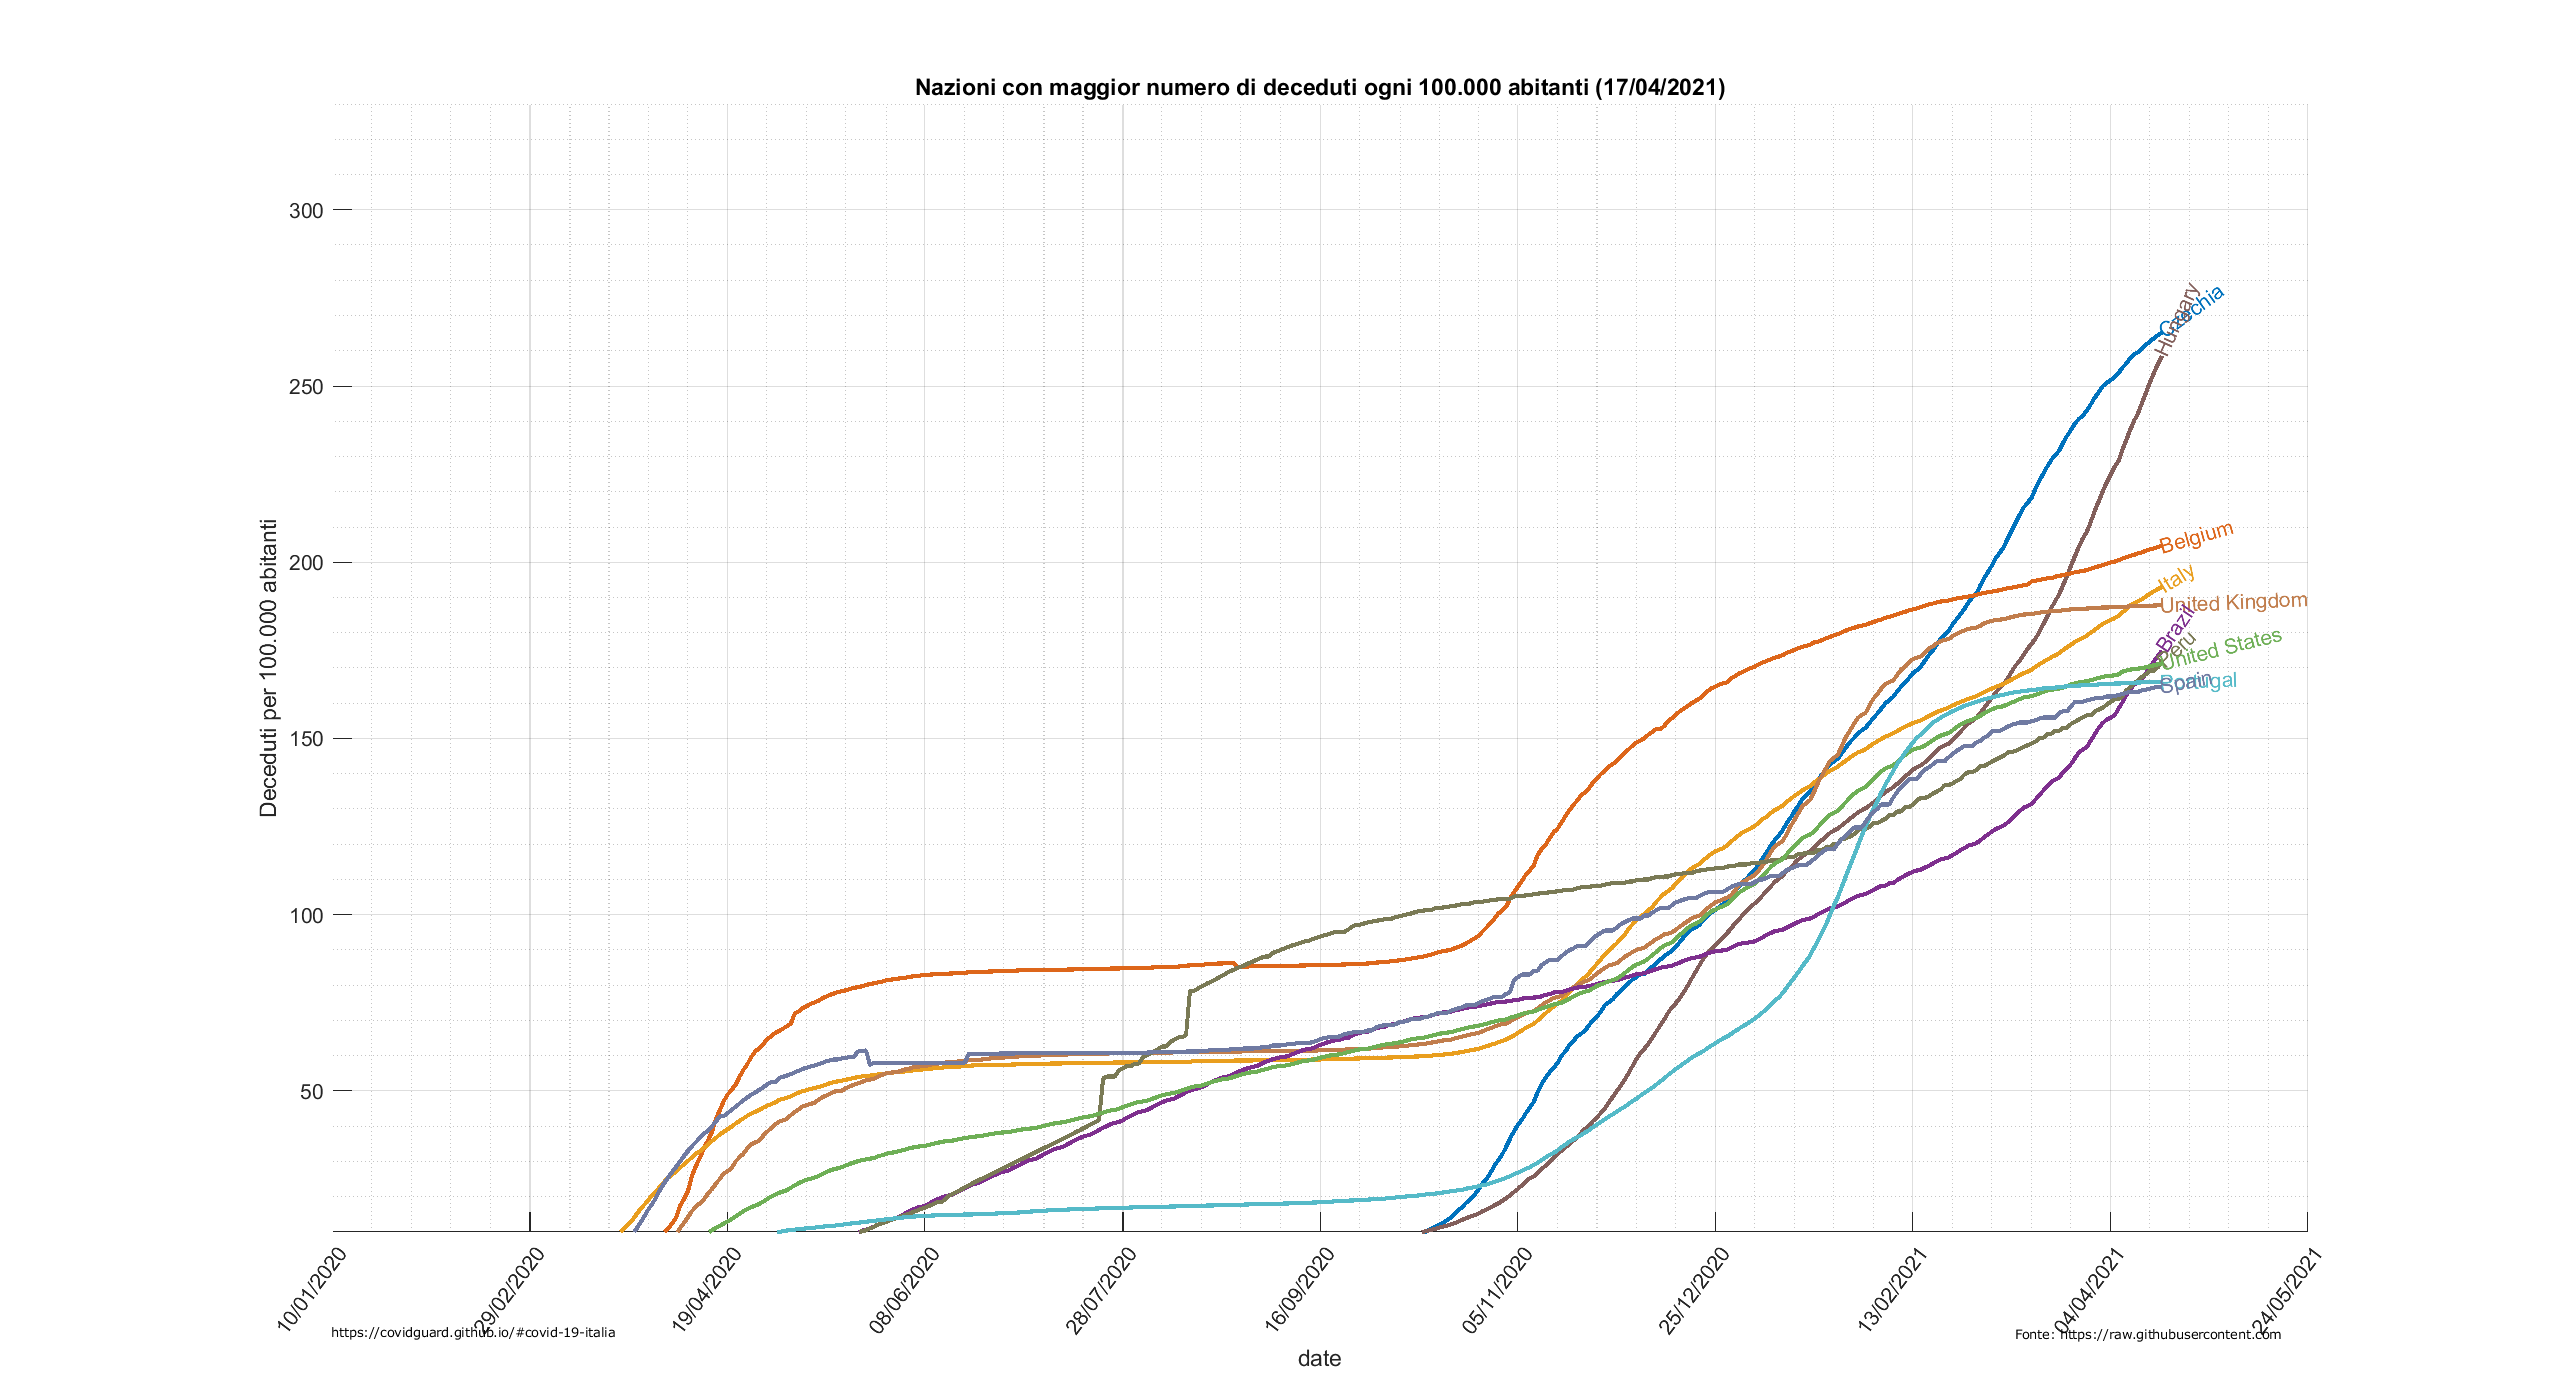 Nazioni con maggior numero di deceduti ogni 100.000 abitanti (17/04/2021)
Deceduti per 100.000 abitanti
300
250
200
150
100
50
Czechia
Hungary
Belgium
Italy
United Kingdom
Brazil
Peru
United States
Portugal
Spain
10/01/2020
29/02/2020
19/04/2020
08/06/2020
28/07/2020
16/09/2020
05/11/2020
25/12/2020
13/02/2021
04/04/2021
24/05/2021
https://covidguard.github.io/#covid-19-italia
Fonte: https://raw.githubusercontent.com
date